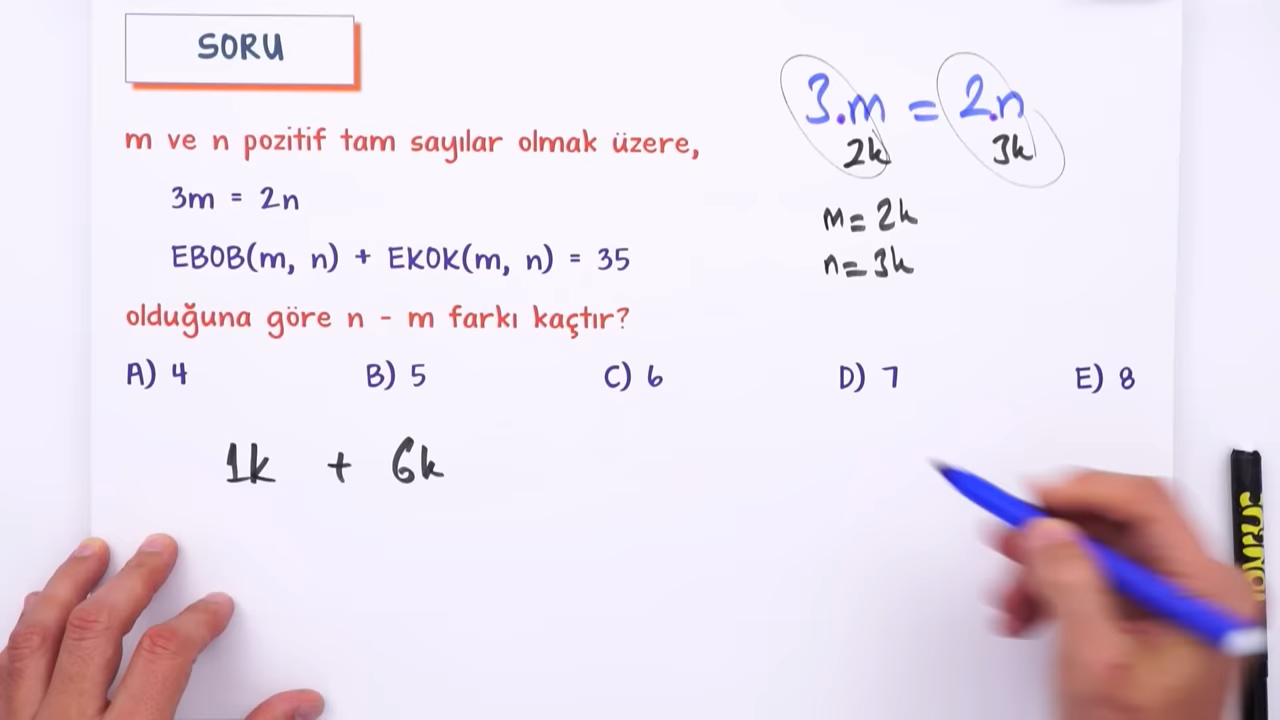 SORU
m ve n pozitif tam sayılar olmak üzere,
3m = 2n
EBOB(m, n) + EKOK(m, n) = 35
olduğuna göre n - m farkı kaçtır?
A) 4 B) 5 C) 6 D) 7 E) 8
3.m = 2.n
2k 3k
m = 2k
n = 3k
1k + 6k